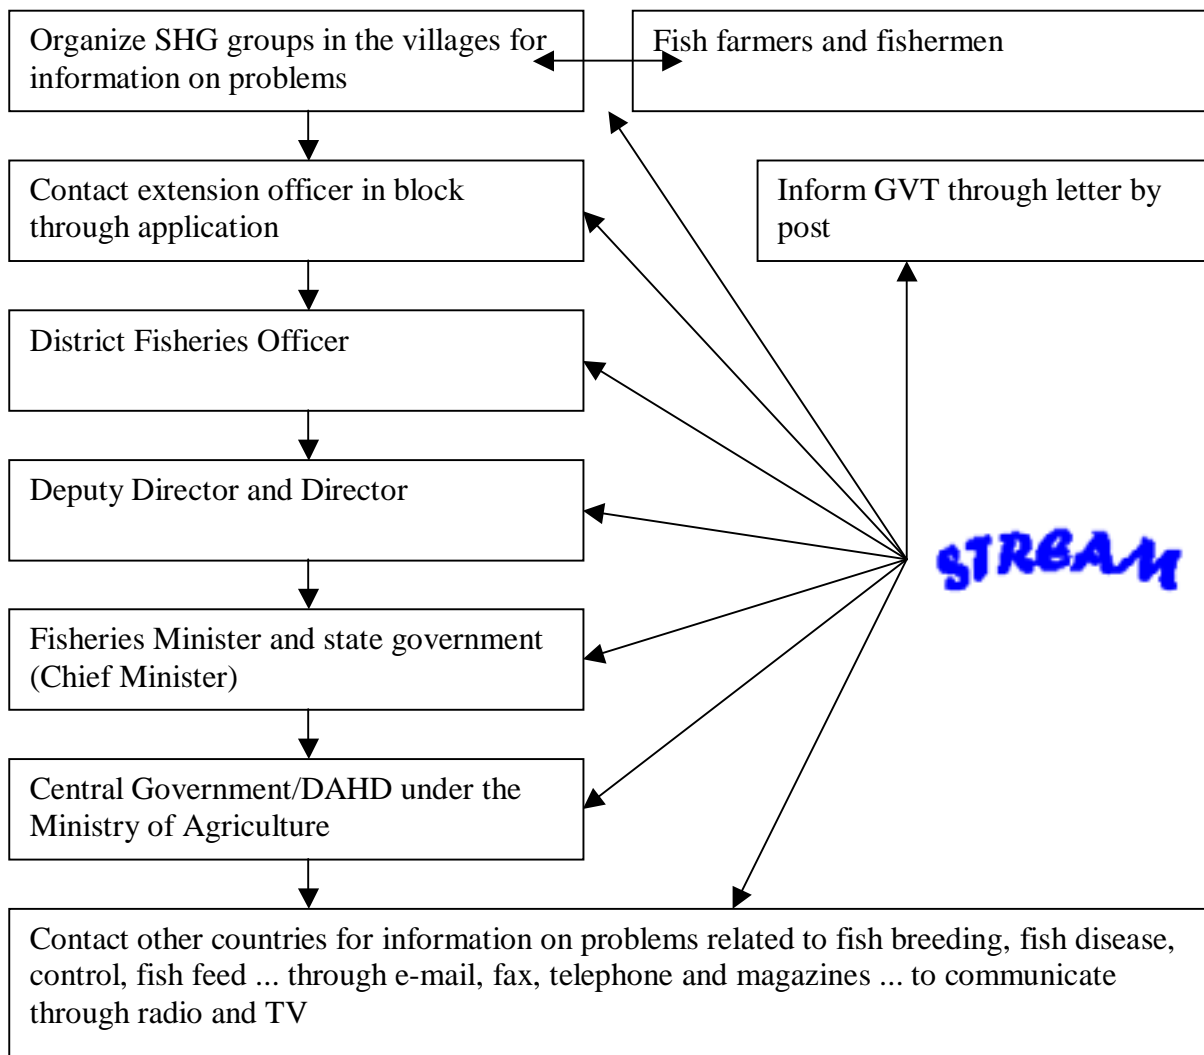 Organize SHG groups in the villages for
information on problems
Fish farmers and fishermen
Contact extension officer in block
through application
Inform GVT through letter by
post
District Fisheries Officer
Deputy Director and Director
STREAM
Fisheries Minister and state government
(Chief Minister)
Central Government/DAHD under the
Ministry of Agriculture
Contact other countries for information on problems related to fish breeding, fish disease,
control, fish feed ... through e-mail, fax, telephone and magazines ... to communicate
through radio and TV